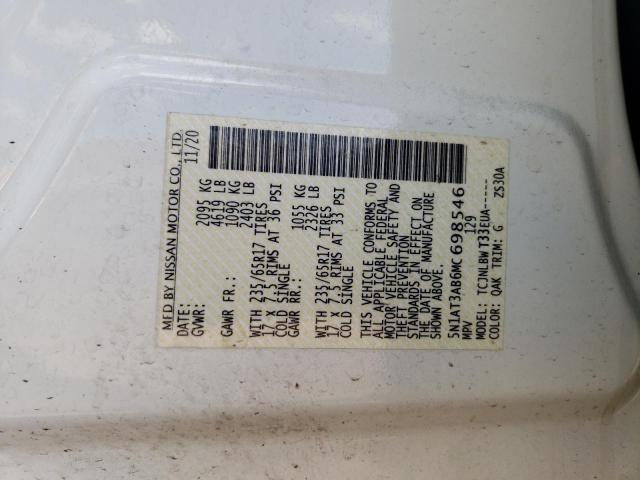 MFD BY NISSAN MOTOR CO., LTD.
DATE: 11/20
GVWR: 2095 KG
4619 LB
GAWR FR.: 1090 KG
2403 LB
WITH 235/65R17 TIRES
17 X 7.5 RIMS AT 36 PSI
COLD SINGLE
GAWR RR.: 1055 KG
2326 LB
WITH 235/65R17 TIRES
17 X 7.5 RIMS AT 33 PSI
COLD SINGLE
THIS VEHICLE CONFORMS TO
ALL APPLICABLE FEDERAL
MOTOR VEHICLE SAFETY AND
THEFT PREVENTION
STANDARDS IN EFFECT ON
THE DATE OF MANUFACTURE
SHOWN ABOVE.
5N1AT3AB6MC 698546
MPV 129
MODEL: TCJNLBWT33EUA------
COLOR: QAK TRIM: G ZS30A